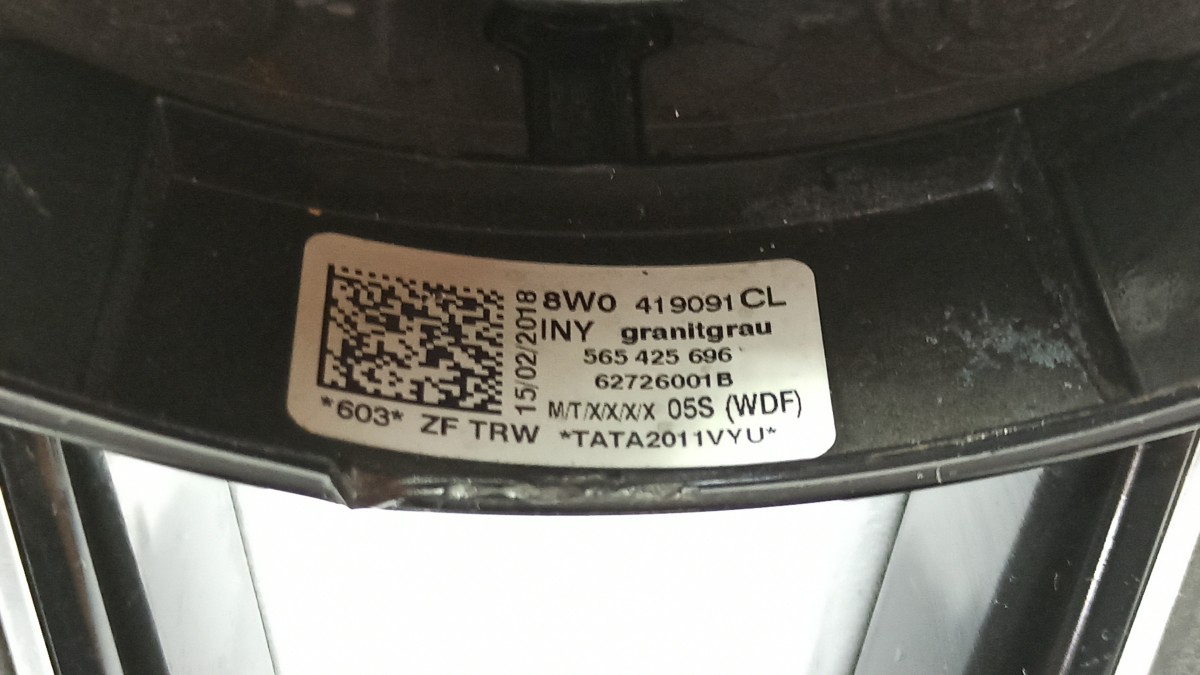 15/02/2018
8W0 419091 CL
INY granitgrau
565 425 696
62726001B
M/T/X/X/X/X 05S (WDF)
*603* ZF TRW *TATA2011VYU*